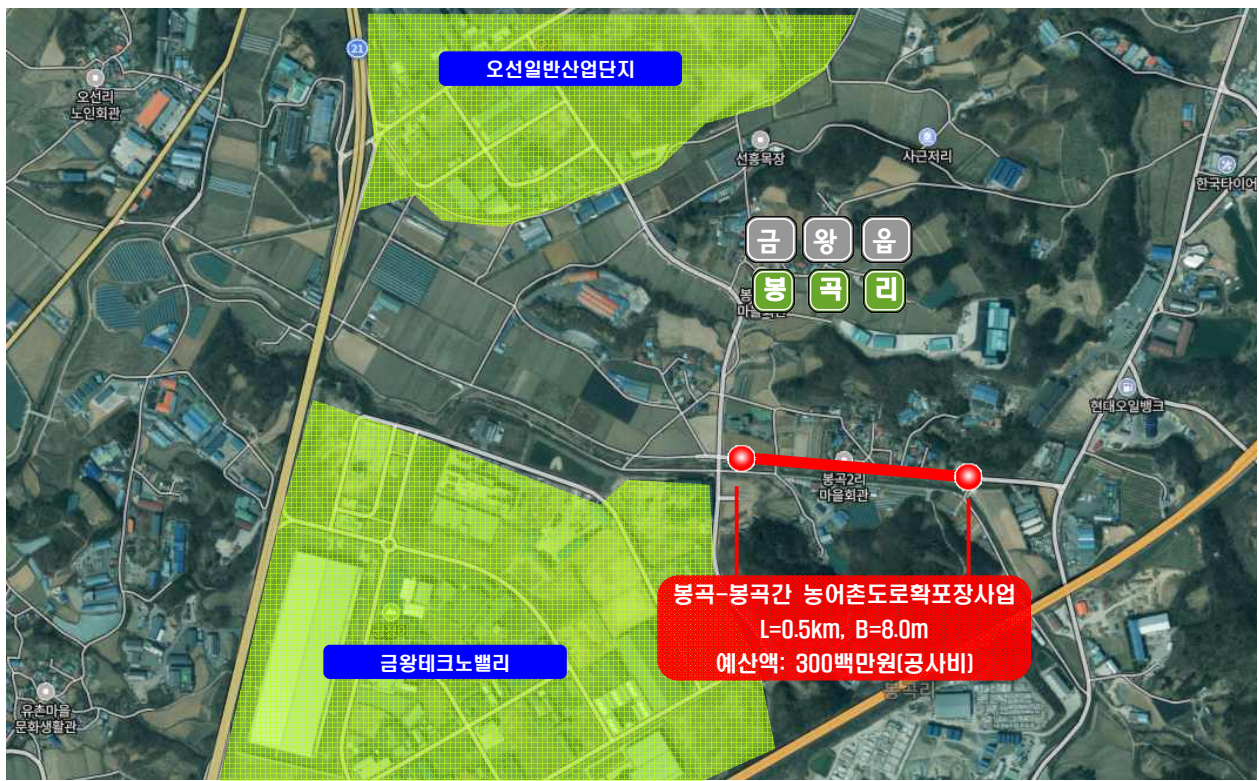 오선일반산업단지
21
오선리
노인회관
선흥목장
사근저리
한국타이어
금왕읍
봉곡리
마을회관
현대오일뱅크
봉곡2리
마을회관
봉곡-봉곡간 농어촌도로확포장사업
L=0.5km, B=8.0m
예산액: 300백만원(공사비)
금왕테크노밸리
봉곡리
유촌마을
문화생활관